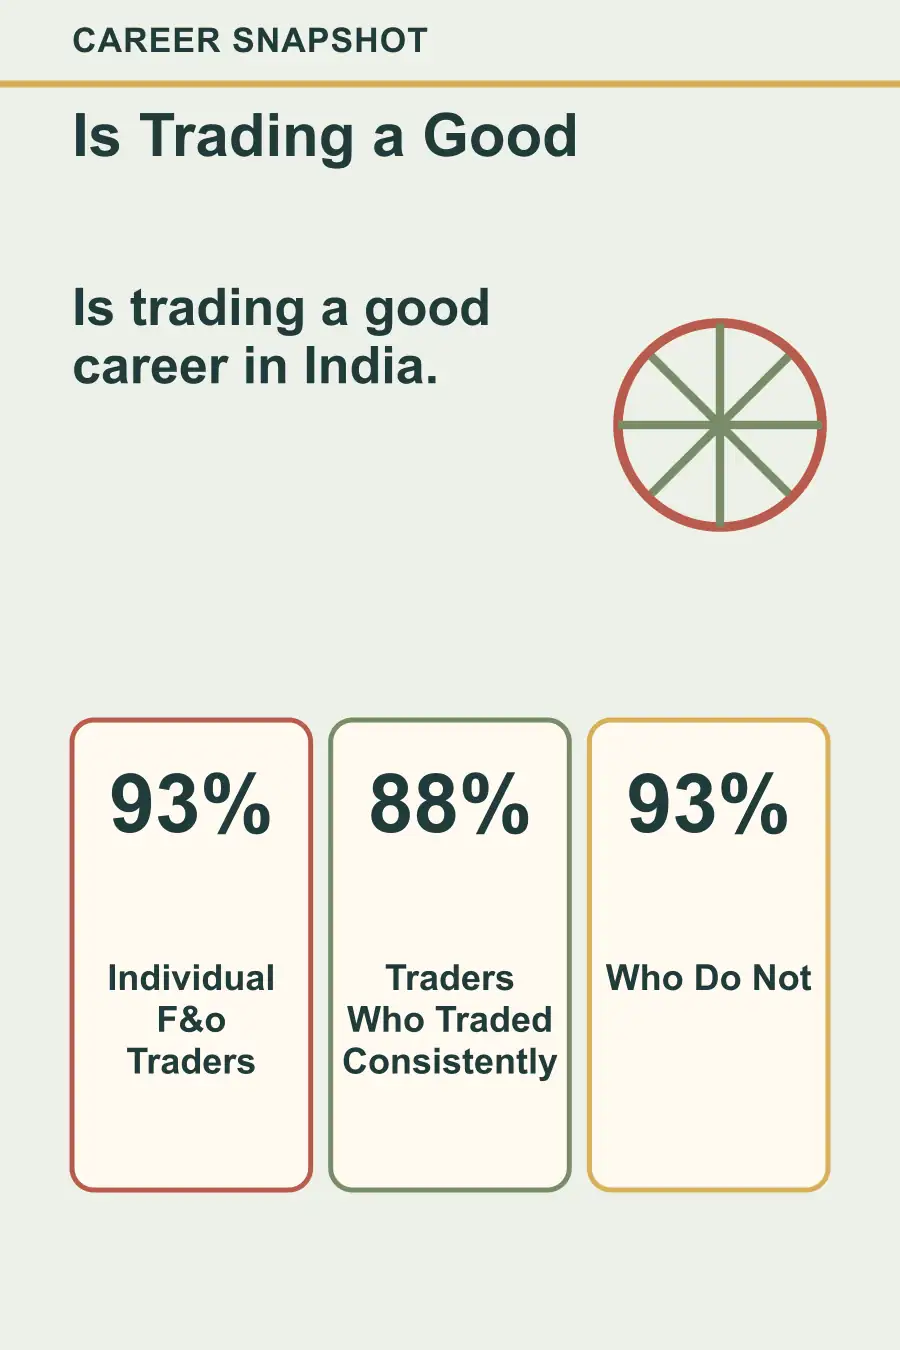 CAREER SNAPSHOT
Is Trading a Good
Is trading a good
career in India.
93%
Individual
F&o
Traders
88%
Traders
Who Traded
Consistently
93%
Who Do Not